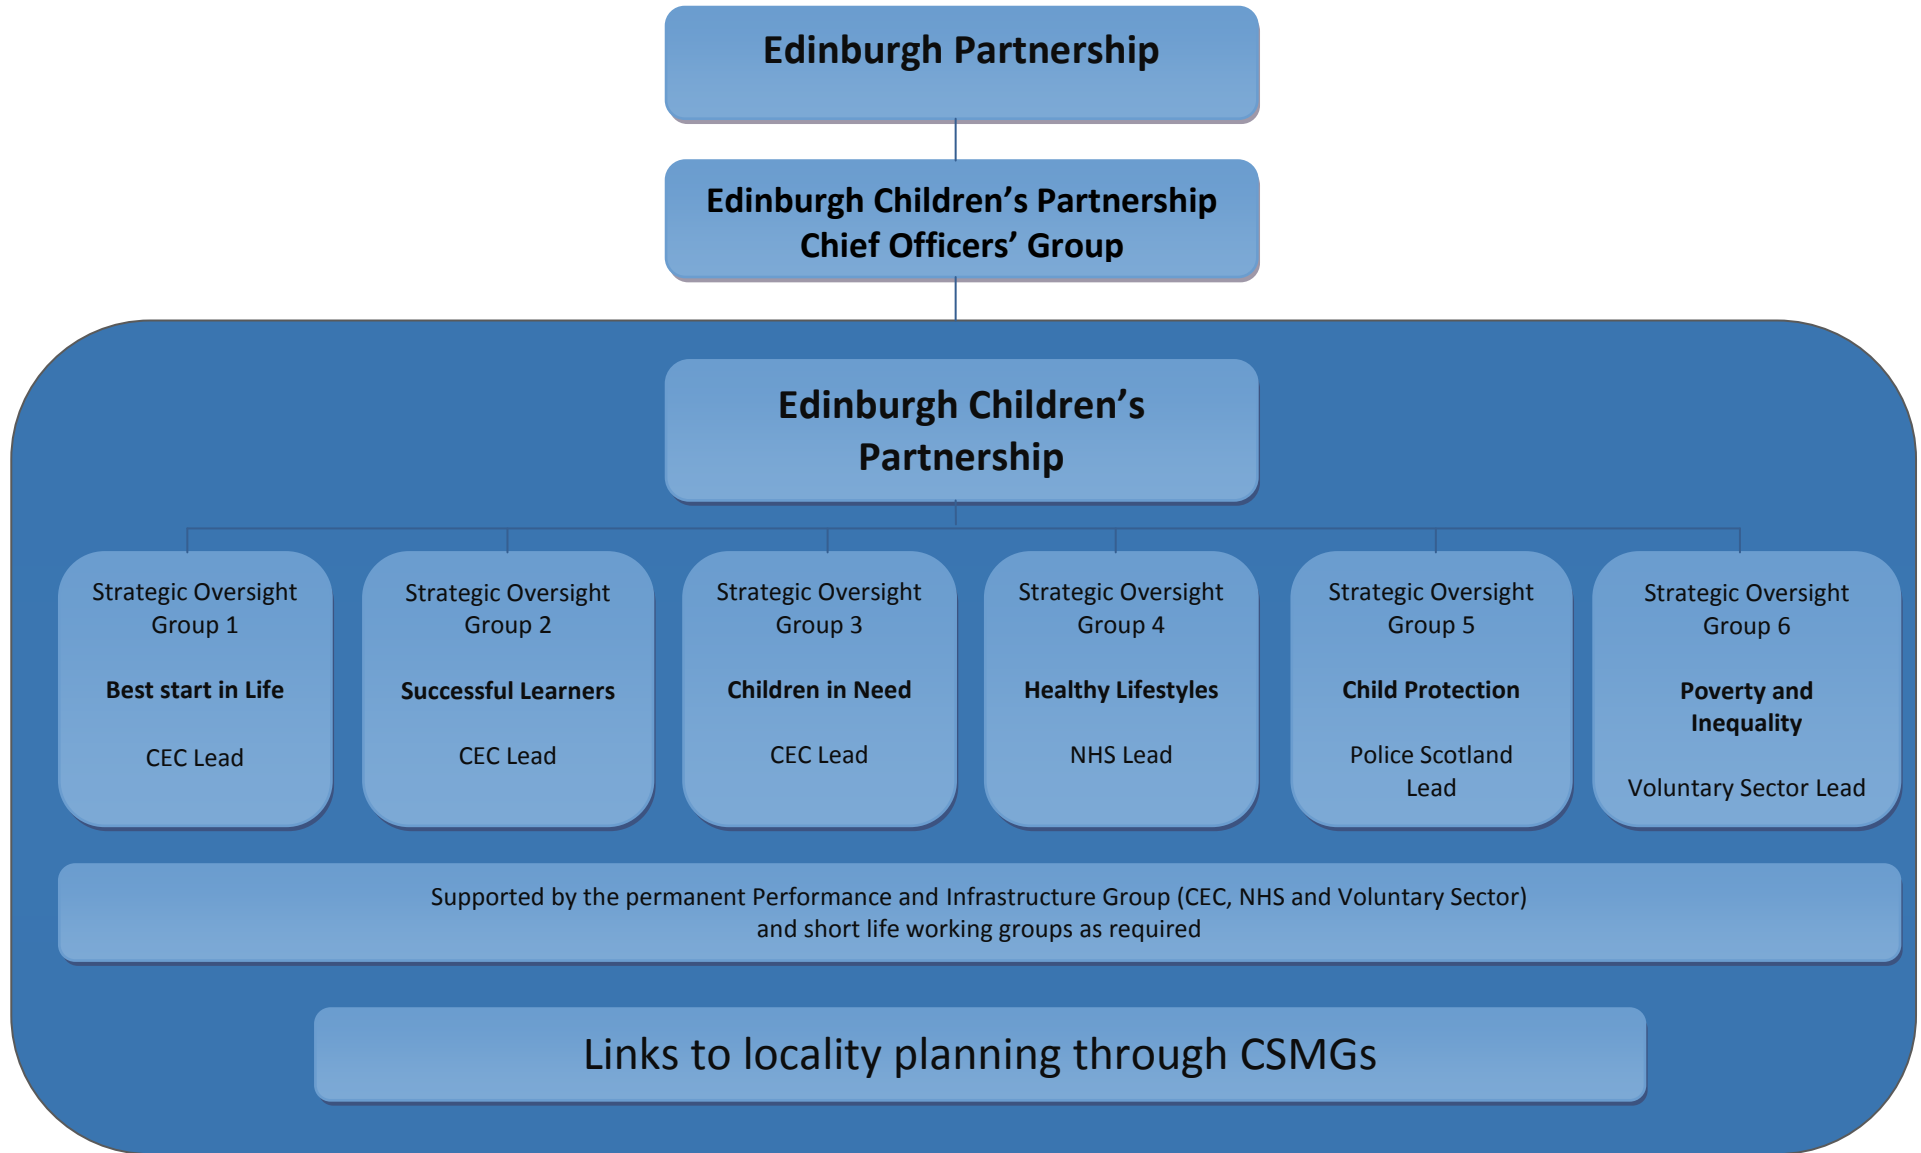 Edinburgh Partnership
Edinburgh Children’s Partnership
Chief Officers’ Group
Edinburgh Children’s
Partnership
Strategic Oversight
Group 1
Best start in Life
CEC Lead
Strategic Oversight
Group 2
Successful Learners
CEC Lead
Strategic Oversight
Group 3
Children in Need
CEC Lead
Strategic Oversight
Group 4
Healthy Lifestyles
NHS Lead
Strategic Oversight
Group 5
Child Protection
Police Scotland
Lead
Strategic Oversight
Group 6
Poverty and
Inequality
Voluntary Sector Lead
Supported by the permanent Performance and Infrastructure Group (CEC, NHS and Voluntary Sector)
and short life working groups as required
Links to locality planning through CSMGs